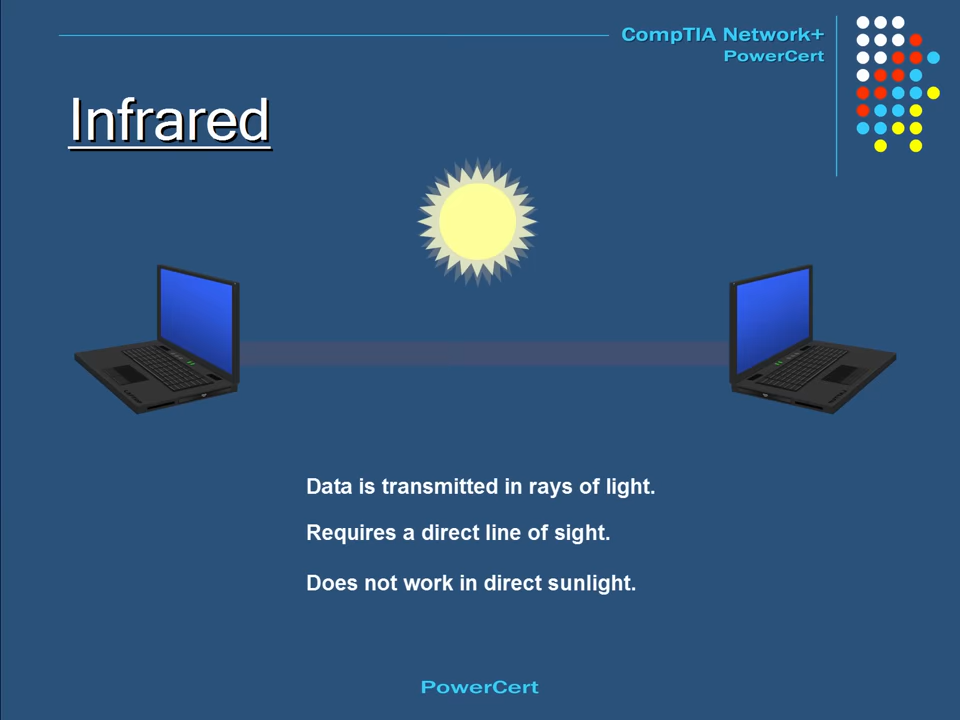 CompTIA Network+
PowerCert
Infrared
Data is transmitted in rays of light.
Requires a direct line of sight.
Does not work in direct sunlight.
PowerCert